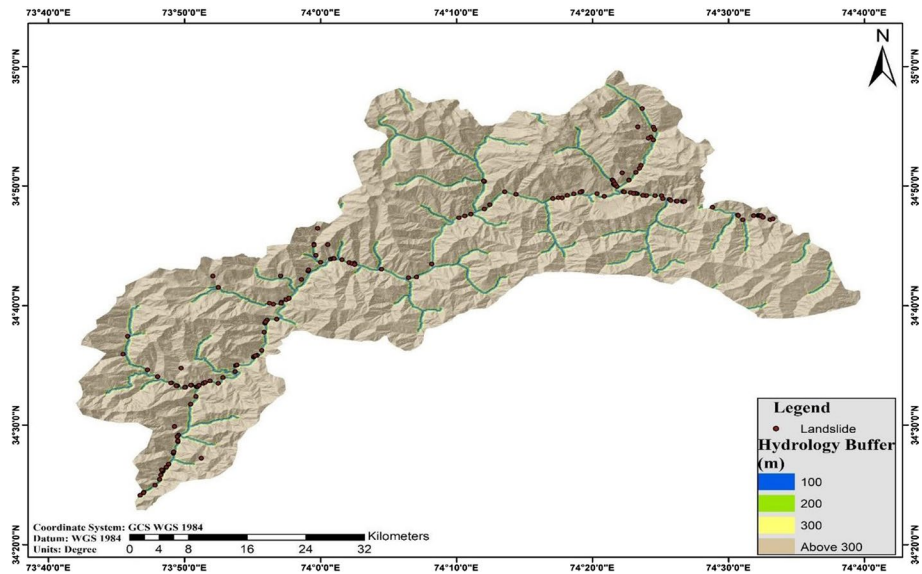 73°40'0"E 73°50'0"E 74°0'0"E 74°10'0"E 74°20'0"E 74°30'0"E 74°40'0"E
N
35°0'0"N 35°0'0"N
34°50'0"N 34°50'0"N
34°40'0"N 34°40'0"N
34°30'0"N 34°30'0"N
34°20'0"N 34°20'0"N
Legend
Landslide
Hydrology Buffer
(m)
100
200
300
Above 300
Coordinate System: GCS WGS 1984
Datum: WGS 1984
Units: Degree
Kilometers
0 2 4 8 16 24 32
73°40'0"E 73°50'0"E 74°0'0"E 74°10'0"E 74°20'0"E 74°30'0"E 74°40'0"E